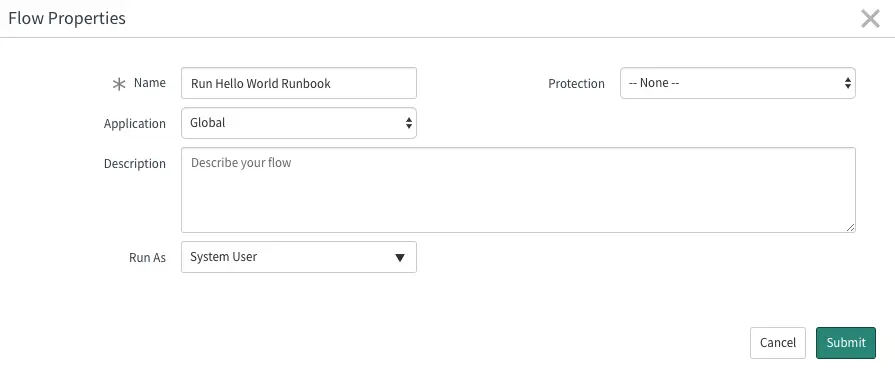 Flow Properties
Name Run Hello World Runbook Protection -- None --
Application Global
Description Describe your flow
Run As System User
Cancel Submit